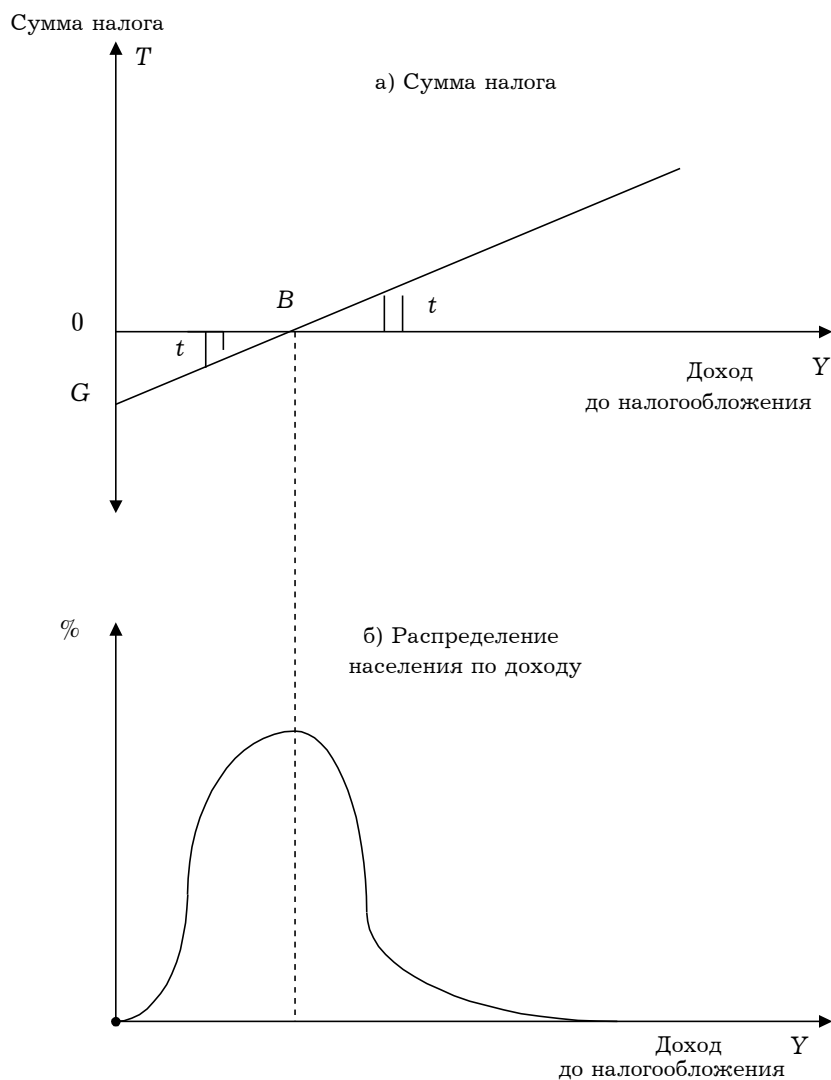 Сумма налога
T
а) Сумма налога
B
t
0
t
Y
Доход
до налогообложения
G
%
б) Распределение
населения по доходу
Доход
Y
до налогообложения